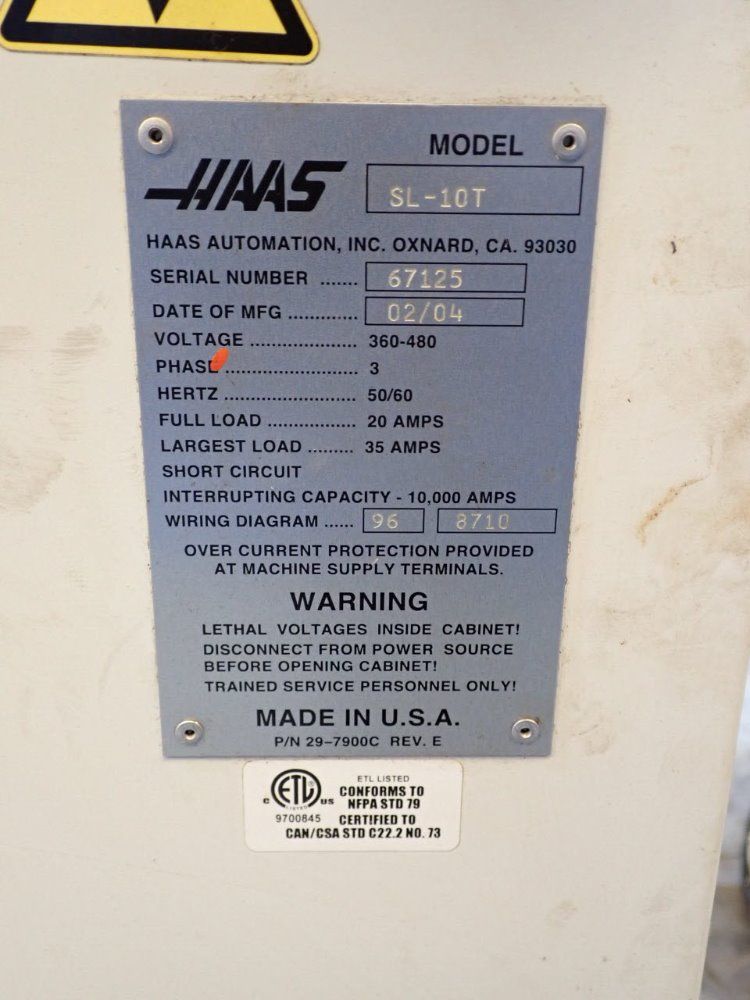 MODEL
HAAS SL-10T
HAAS AUTOMATION, INC. OXNARD, CA. 93030
SERIAL NUMBER ....... 67125
DATE OF MFG ............. 02/04
VOLTAGE .................... 360-480
PHASE ......................... 3
HERTZ ......................... 50/60
FULL LOAD ................. 20 AMPS
LARGEST LOAD ......... 35 AMPS
SHORT CIRCUIT
INTERRUPTING CAPACITY - 10,000 AMPS
WIRING DIAGRAM ...... 96 8710
OVER CURRENT PROTECTION PROVIDED
AT MACHINE SUPPLY TERMINALS.
WARNING
LETHAL VOLTAGES INSIDE CABINET!
DISCONNECT FROM POWER SOURCE
BEFORE OPENING CABINET!
TRAINED SERVICE PERSONNEL ONLY!
MADE IN U.S.A.
P/N 29-7900C REV. E
ETL LISTED
CONFORMS TO
NFPA STD 79
C ETL LISTED US
9700845 CERTIFIED TO
CAN/CSA STD C22.2 NO. 73